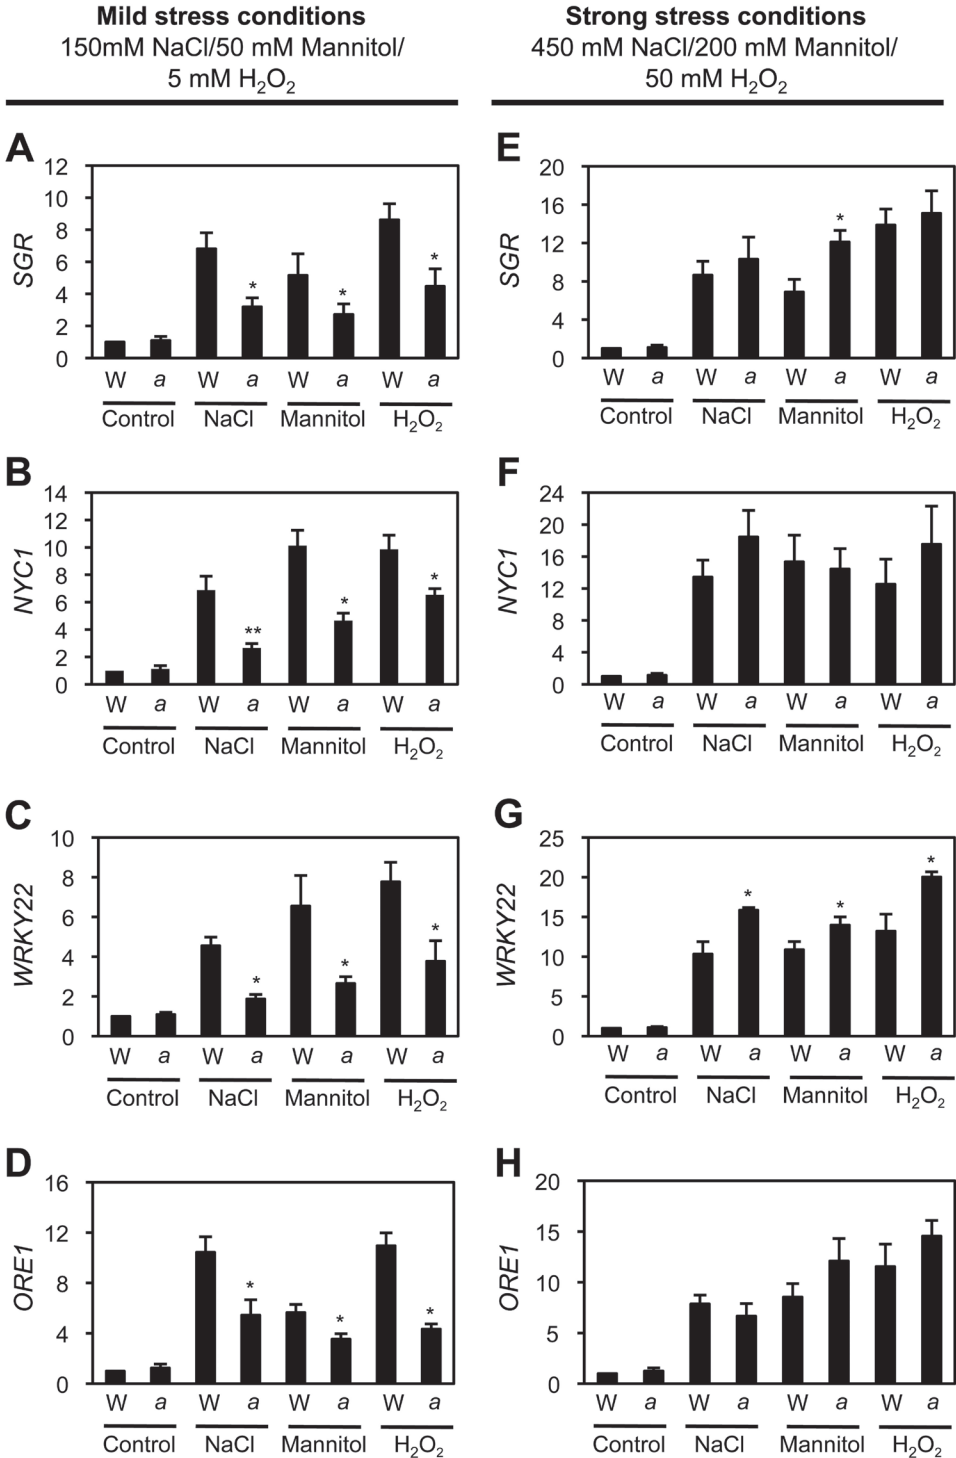 Mild stress conditions
150mM NaCl/50 mM Mannitol/
5 mM H₂O₂
Strong stress conditions
450 mM NaCl/200 mM Mannitol/
50 mM H₂O₂
A
SGR
12
10
8
6
4
2
0
* * *
W a W a W a W a
Control NaCl Mannitol H₂O₂
E
SGR
20
16
12
8
4
0
*
W a W a W a W a
Control NaCl Mannitol H₂O₂
B
NYC1
14
12
10
8
6
4
2
0
** * *
W a W a W a W a
Control NaCl Mannitol H₂O₂
F
NYC1
24
20
16
12
8
4
0
W a W a W a W a
Control NaCl Mannitol H₂O₂
C
WRKY22
10
8
6
4
2
0
* * *
W a W a W a W a
Control NaCl Mannitol H₂O₂
G
WRKY22
25
20
15
10
5
0
* * *
W a W a W a W a
Control NaCl Mannitol H₂O₂
D
ORE1
16
12
8
4
0
* * *
W a W a W a W a
Control NaCl Mannitol H₂O₂
H
ORE1
20
15
10
5
0
W a W a W a W a
Control NaCl Mannitol H₂O₂